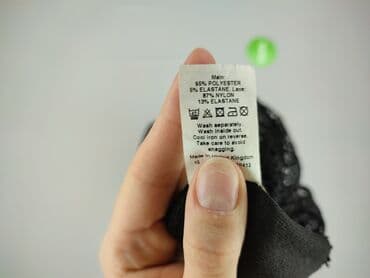 Main:
95% POLYESTER
5% ELASTANE. Lace:
87% NYLON
13% ELASTANE
Wash separately.
Wash inside out.
Cool iron on reverse.
Take care to avoid
snagging.
Made in United Kingdom